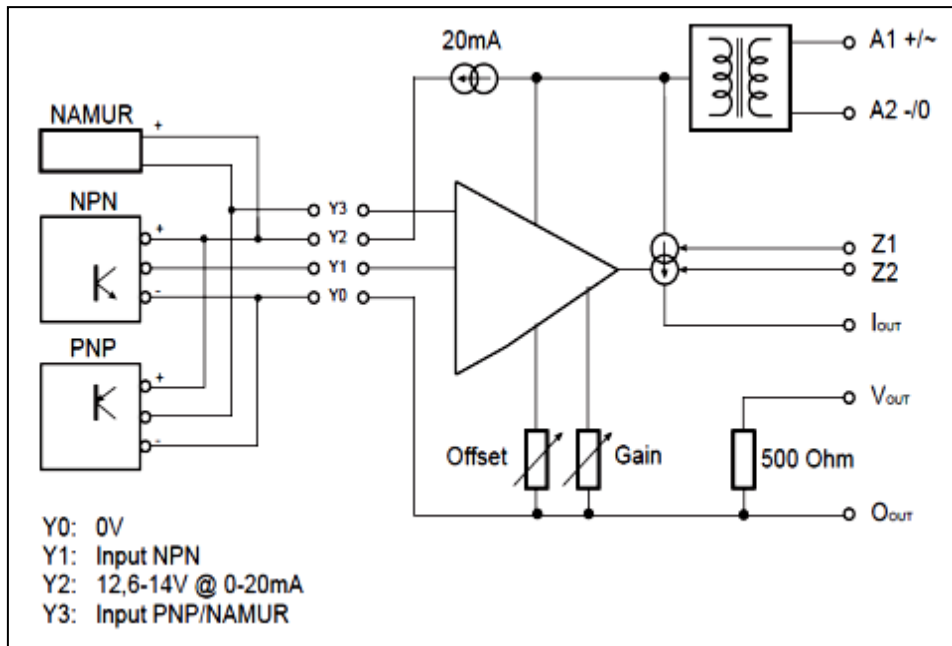 20mA
A1 +/~
A2 -/0
NAMUR
+
NPN
+
-
Y3
Y2
Y1
Y0
Z1
Z2
IOUT
PNP
+
-
VOUT
Offset
Gain
500 Ohm
OOUT
Y0: 0V
Y1: Input NPN
Y2: 12,6-14V @ 0-20mA
Y3: Input PNP/NAMUR